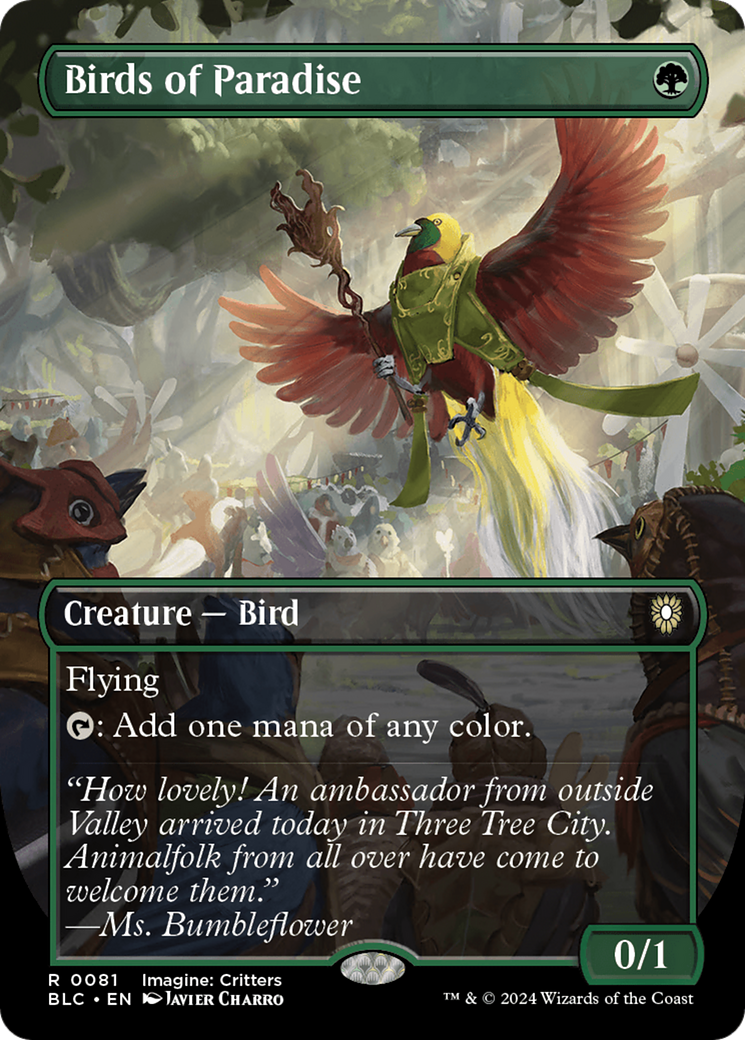 Birds of Paradise
Creature — Bird
Flying
: Add one mana of any color.
“How lovely! An ambassador from outside
Valley arrived today in Three Tree City.
Animalfolk from all over have come to
welcome them.”
—Ms. Bumbleflower
0/1
R 0081 Imagine: Critters
BLC • EN Javier Charro
™ & © 2024 Wizards of the Coast